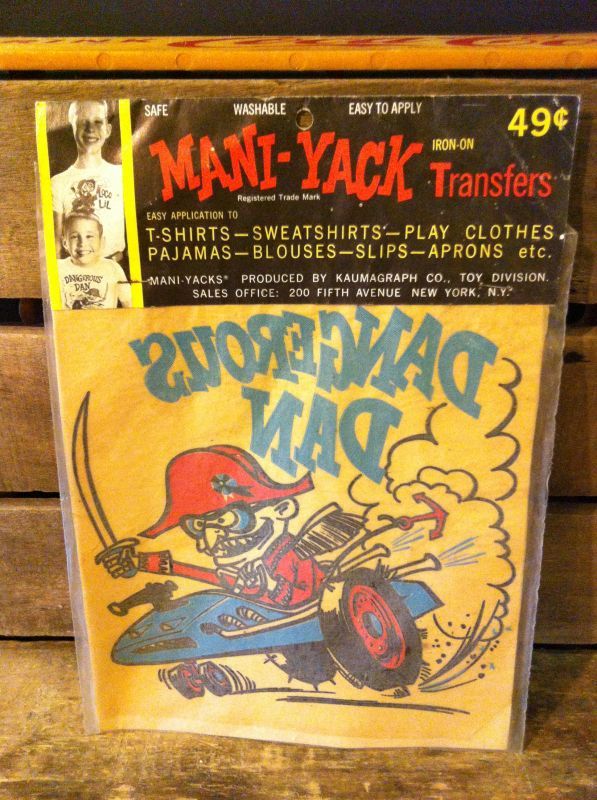 SAFE WASHABLE EASY TO APPLY
49¢
MANI-YACK IRON-ON Transfers
Registered Trade Mark
EASY APPLICATION TO
T-SHIRTS—SWEATSHIRTS—PLAY CLOTHES
PAJAMAS—BLOUSES—SLIPS—APRONS etc.
MANI-YACKS® PRODUCED BY KAUMAGRAPH CO., TOY DIVISION.
SALES OFFICE: 200 FIFTH AVENUE NEW YORK, N.Y.
LOCO
LIL
DANGEROUS
DAN
DANGEROUS
DAN